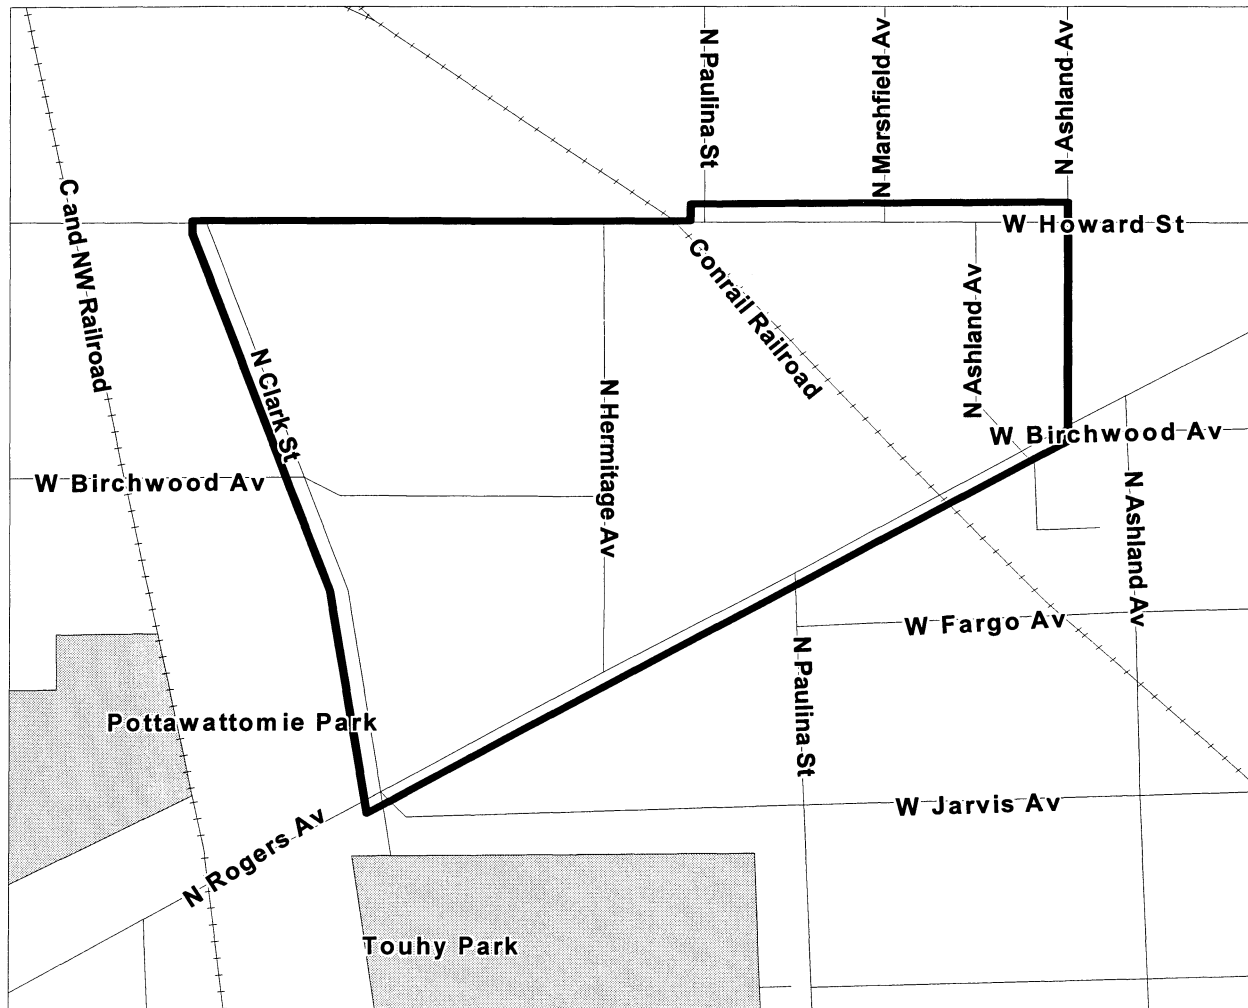 N Paulina St
N Marshfield Av
N Ashland Av
C and NW Railroad
W Howard St
Conrail Railroad
N Ashland Av
N Clark St
N Hermitage Av
W Birchwood Av
W Birchwood Av
N Ashland Av
W Fargo Av
N Paulina St
Pottawattomie Park
W Jarvis Av
N Rogers Av
Touhy Park